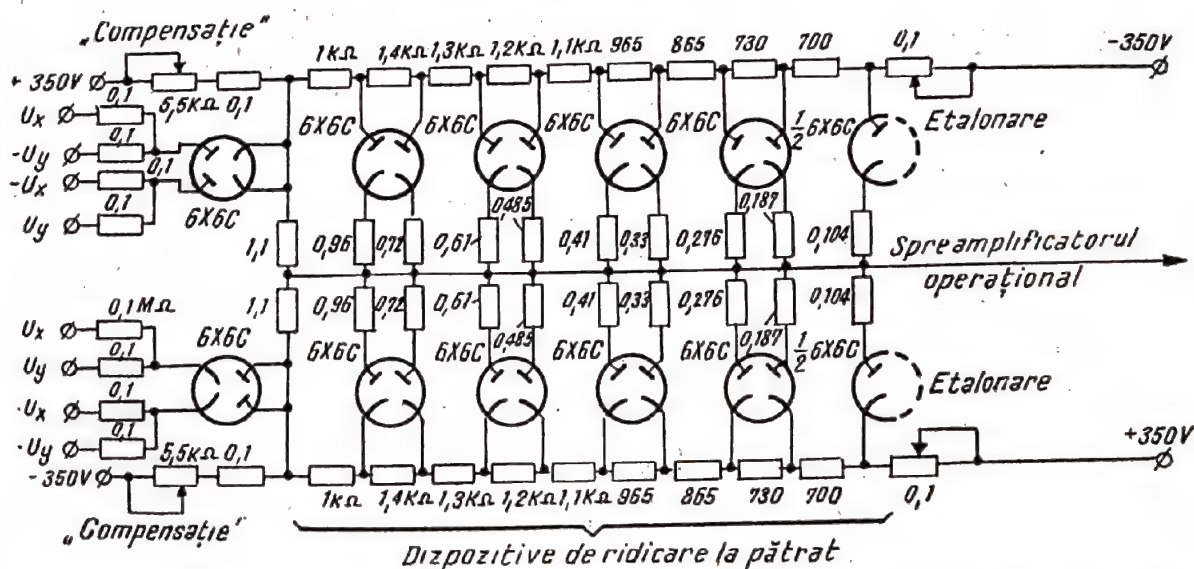 „Compensație"
1kΩ 1,4KΩ 1,3KΩ 1,2KΩ 1,1KΩ 965 865 730 700 0,1 -350V
+ 350V 5,5KΩ 0,1
0,1
Ux
0,1
-Uy
0,1
-Ux
0,1
Uy
6X6C
6X6C 6X6C 6X6C 6X6C 1/2 6X6C
Etalonare
1,1 0,96 0,72 0,61 0,485 0,41 0,33 0,276 0,187 0,104
Spreamplificatorul
operațional
1,1 0,96 0,72 0,61 0,485 0,41 0,33 0,276 0,187 0,104
0,1MΩ
Ux
6X6C
Uy
0,1
·Ux
0,1
·Uy
0,1
6X6C 6X6C 6X6C 6X6C 1/2 6X6C
Etalonare
- 350V 5,5KΩ 0,1
+350V
1KΩ 1,4KΩ 1,3KΩ 1,2KΩ 1,1KΩ 965 865 730 700 0,1
„Compensație"
Dizpozitive de ridicare la pătrat